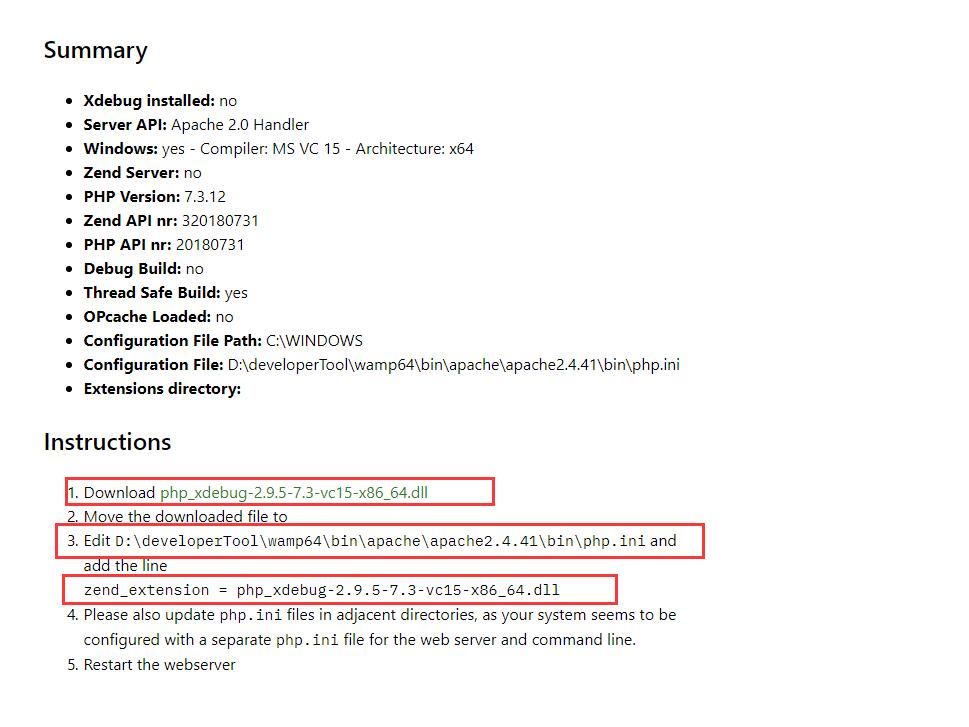 Summary
Xdebug installed: no
Server API: Apache 2.0 Handler
Windows: yes - Compiler: MS VC 15 - Architecture: x64
Zend Server: no
PHP Version: 7.3.12
Zend API nr: 320180731
PHP API nr: 20180731
Debug Build: no
Thread Safe Build: yes
OPcache Loaded: no
Configuration File Path: C:\WINDOWS
Configuration File: D:\developerTool\wamp64\bin\apache\apache2.4.41\bin\php.ini
Extensions directory:
Instructions
1. Download php_xdebug-2.9.5-7.3-vc15-x86_64.dll
2. Move the downloaded file to
3. Edit D:\developerTool\wamp64\bin\apache\apache2.4.41\bin\php.ini and
add the line
zend_extension = php_xdebug-2.9.5-7.3-vc15-x86_64.dll
4. Please also update php.ini files in adjacent directories, as your system seems to be
configured with a separate php.ini file for the web server and command line.
5. Restart the webserver